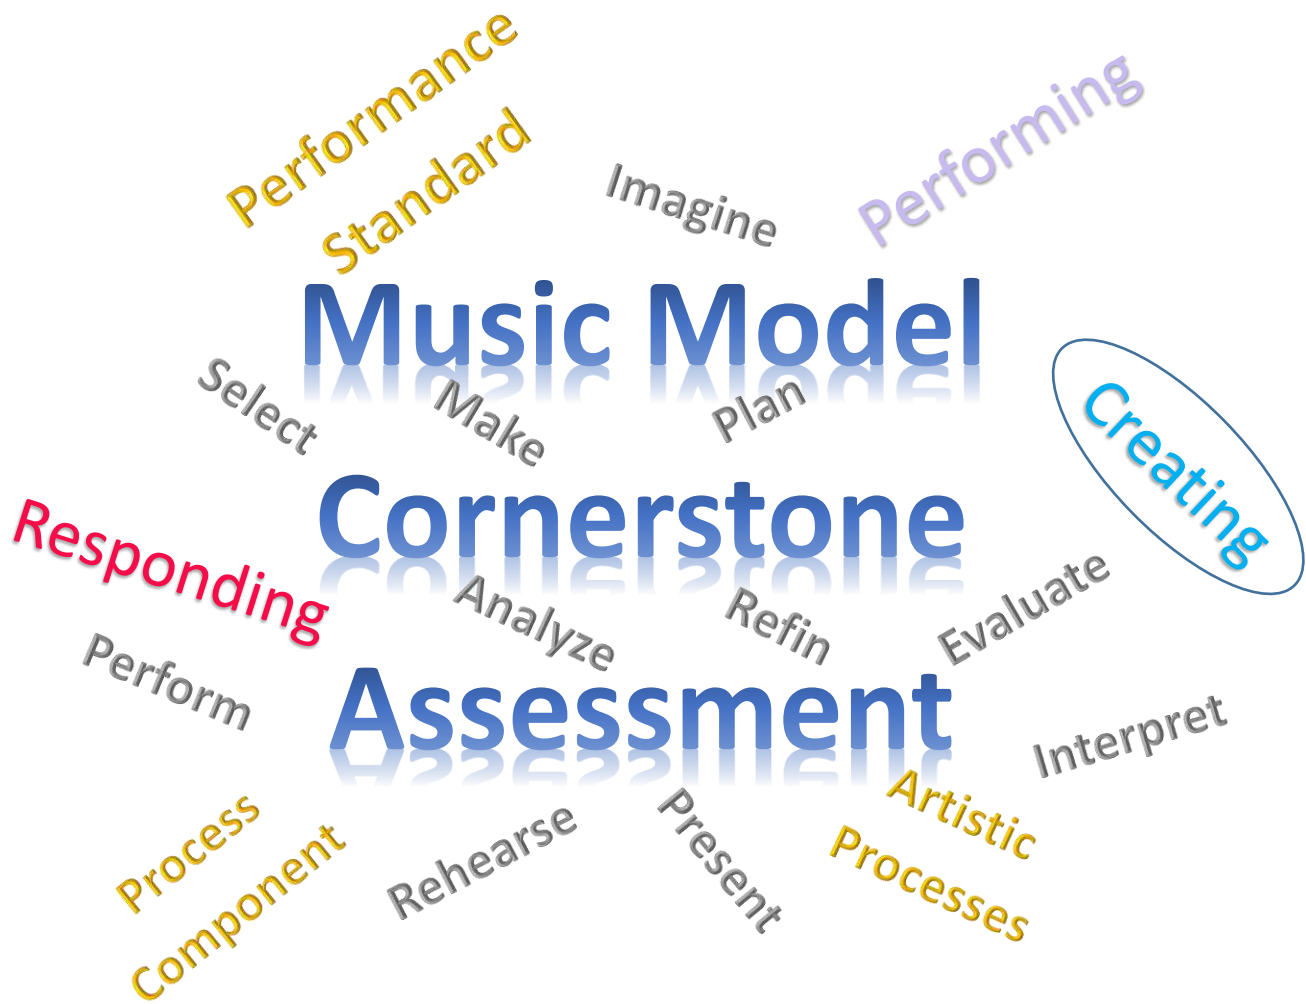 Performance
Standard
Imagine
Performing
Music Model
Select
Make
Plan
Creating
Cornerstone
Responding
Analyze
Refin
Evaluate
Perform
Assessment
Interpret
Process
Component
Rehearse
Present
Artistic
Processes